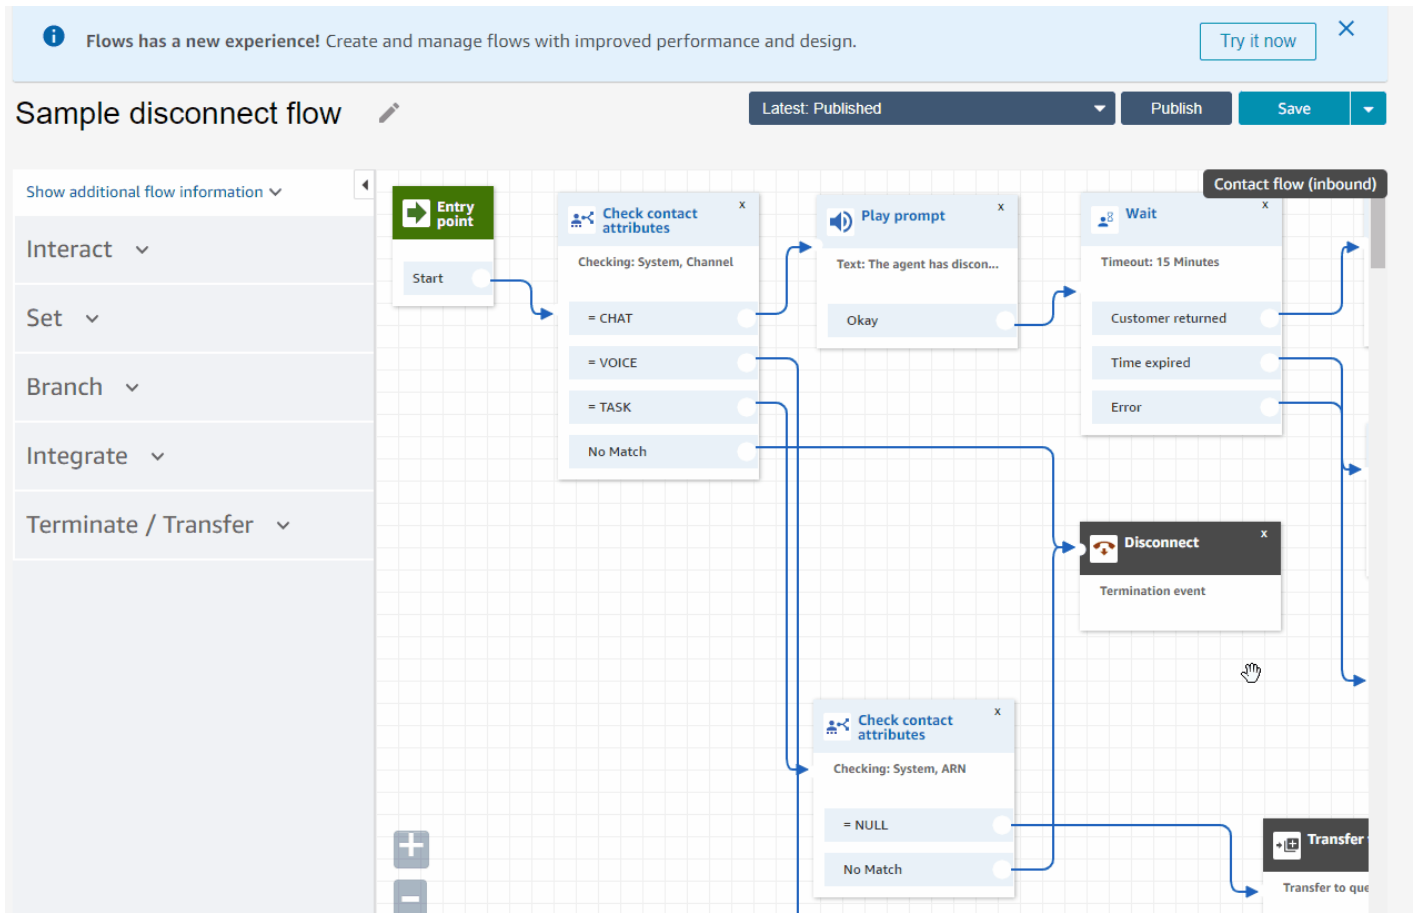 Flows has a new experience! Create and manage flows with improved performance and design.
Try it now
Sample disconnect flow
Latest: Published
Publish
Save
Show additional flow information
Contact flow (inbound)
Interact
Set
Branch
Integrate
Terminate / Transfer
Entry
point
Start
Check contact
attributes
x
Checking: System, Channel
= CHAT
= VOICE
= TASK
No Match
Play prompt
x
Text: The agent has discon...
Okay
Wait
x
Timeout: 15 Minutes
Customer returned
Time expired
Error
Disconnect
x
Termination event
Check contact
attributes
x
Checking: System, ARN
= NULL
No Match
Transfer
Transfer to que